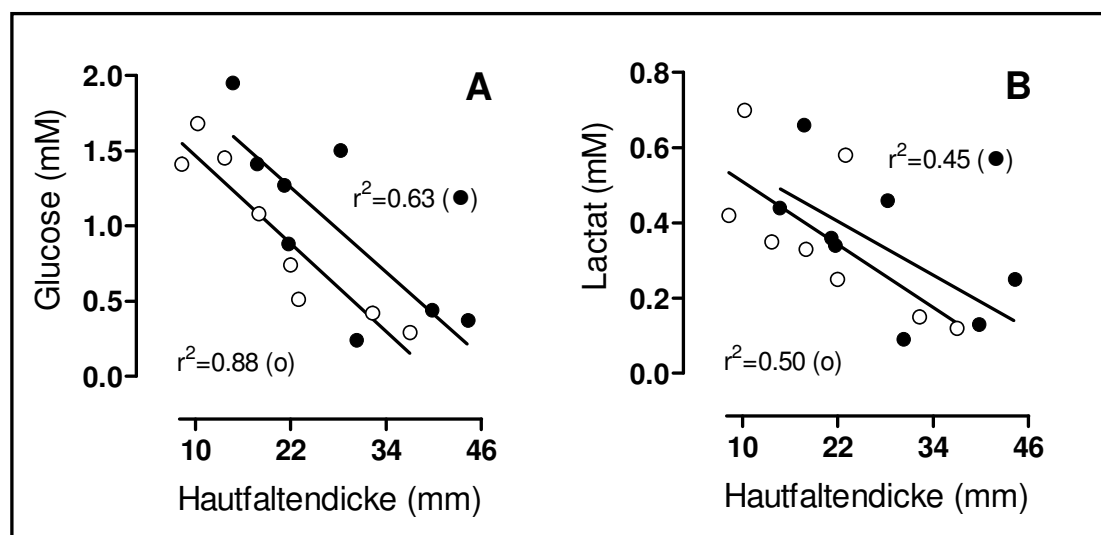 A
Glucose (mM)
2.0
1.5
1.0
0.5
0.0
r²=0.63 (●)
r²=0.88 (o)
10 22 34 46
Hautfaltendicke (mm)
B
Lactat (mM)
0.8
0.6
0.4
0.2
0.0
r²=0.45 (●)
r²=0.50 (o)
10 22 34 46
Hautfaltendicke (mm)